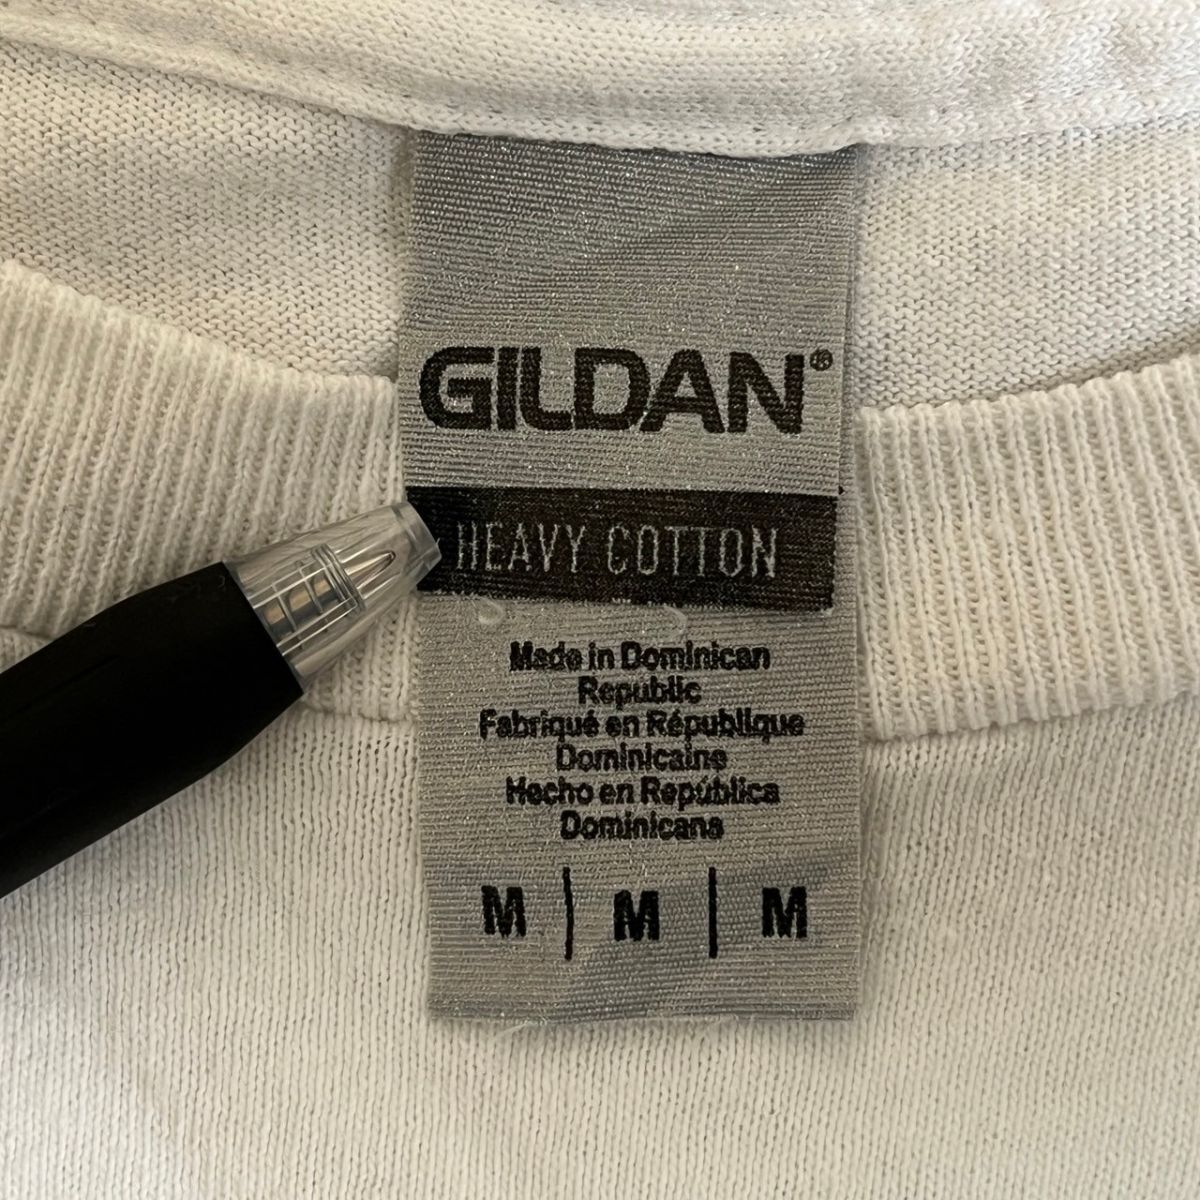 GILDAN®
HEAVY COTTON
Made in Dominican
Republic
Fabriqué en République
Dominicaine
Hecho en República
Dominicana
M | M | M